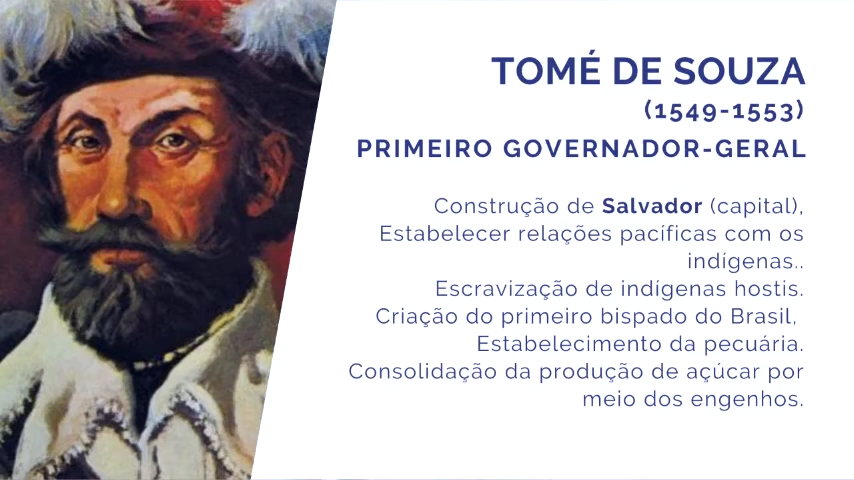 TOMÉ DE SOUZA
(1549-1553)
PRIMEIRO GOVERNADOR-GERAL
Construção de Salvador (capital),
Estabelecer relações pacíficas com os
indígenas..
Escravização de indígenas hostis.
Criação do primeiro bispado do Brasil,
Estabelecimento da pecuária.
Consolidação da produção de açúcar por
meio dos engenhos.